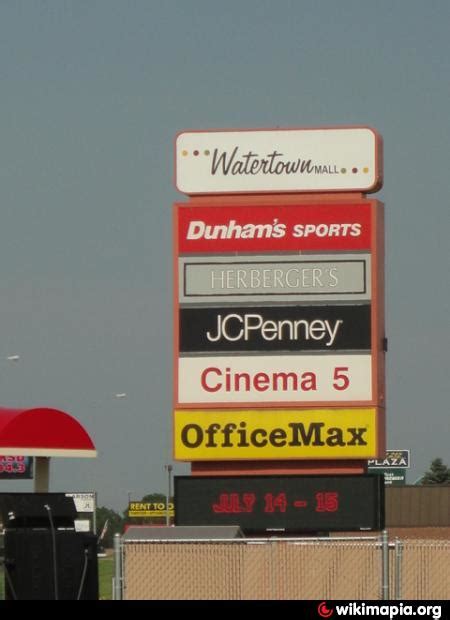 Watertown MALL
Dunham's SPORTS
HERBERGER'S
JCPenney
Cinema 5
OfficeMax
PLAZA
RENT TO
JULY 14 - 15
wikimapia.org